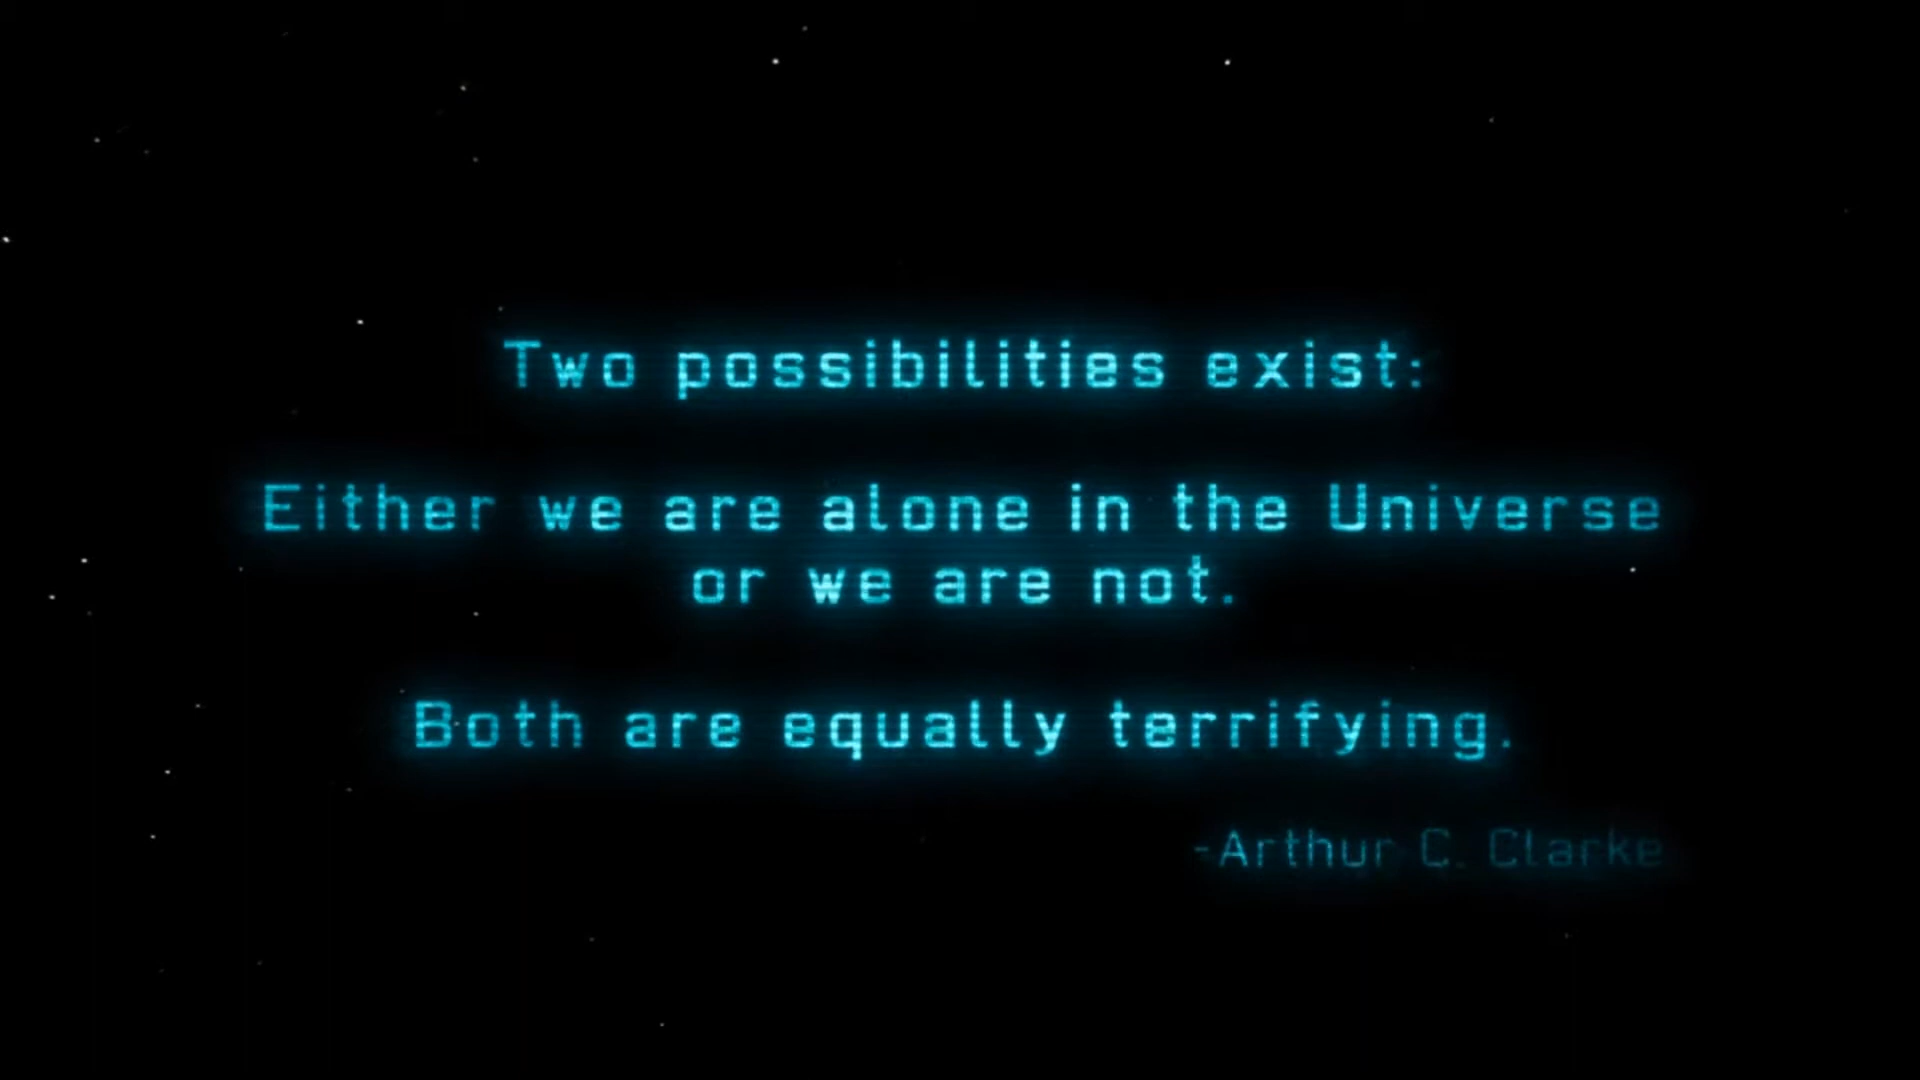 Two possibilities exist:
Either we are alone in the Universe
or we are not.
Both are equally terrifying.
-Arthur C. Clarke